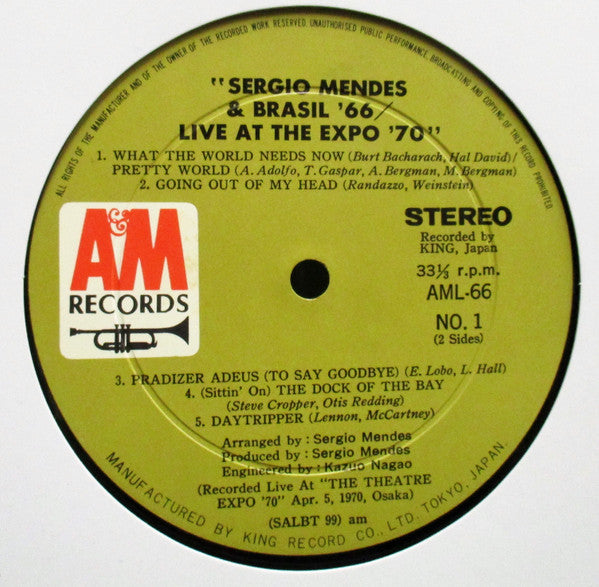 ALL RIGHTS OF THE MANUFACTURER AND OF THE OWNER OF THE RECORDED WORK RESERVED. UNAUTHORISED PUBLIC PERFORMANCE, BROADCASTING AND COPYING OF THIS RECORD PROHIBITED
"SERGIO MENDES
& BRASIL '66/
LIVE AT THE EXPO '70"
1. WHAT THE WORLD NEEDS NOW (Burt Bacharach, Hal David)/
PRETTY WORLD (A. Adolfo, T. Gaspar, A. Bergman, M. Bergman)
2. GOING OUT OF MY HEAD (Randazzo, Weinstein)
A&M
RECORDS
STEREO
Recorded by
KING, Japan
33⅓ r.p.m.
AML-66
NO. 1
(2 Sides)
3. PRADIZER ADEUS (TO SAY GOODBYE) (E. Lobo, L. Hall)
4. (Sittin' On) THE DOCK OF THE BAY
(Steve Cropper, Otis Redding)
5. DAYTRIPPER (Lennon, McCartney)
Arranged by : Sergio Mendes
Produced by : Sergio Mendes
Engineered by : Kazuo Nagao
(Recorded Live At "THE THEATRE
EXPO '70" Apr. 5, 1970, Osaka)
(SALBT 99) am
MANUFACTURED BY KING RECORD CO., LTD. TOKYO, JAPAN.